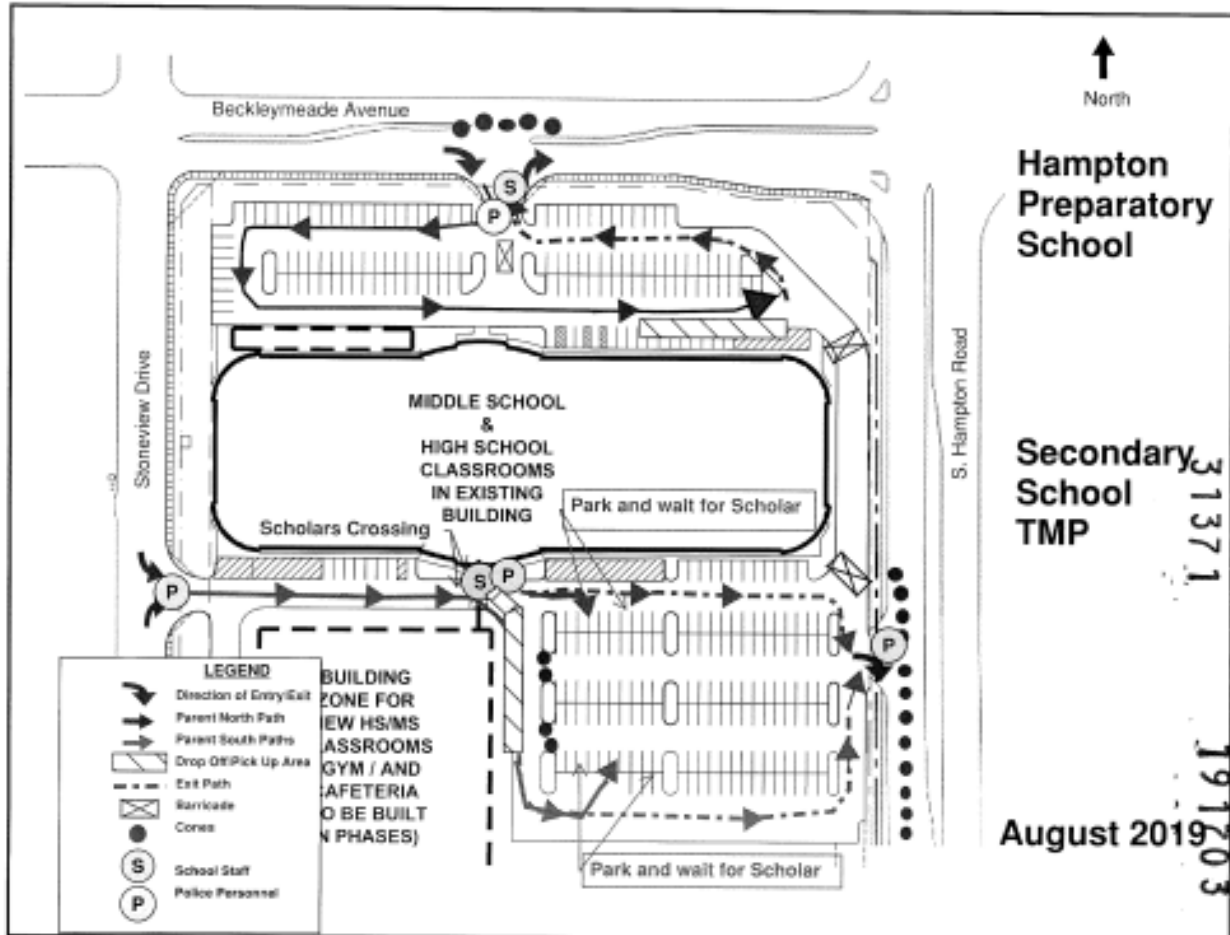 Beckleymeade Avenue
North
Hampton
Preparatory
School
S
P
Stoneview Drive
S. Hampton Road
MIDDLE SCHOOL
&
HIGH SCHOOL
CLASSROOMS
IN EXISTING
BUILDING
Secondary
School
TMP
Park and wait for Scholar
Scholars Crossing
S
P
P
P
LEGEND
Direction of Entry/Exit
Parent North Path
Parent South Paths
Drop Off/Pick Up Area
Exit Path
Barricade
Cones
S
School Staff
P
Police Personnel
BUILDING
ZONE FOR
NEW HS/MS
LASSROOMS
GYM / AND
CAFETERIA
O BE BUILT
N PHASES)
Park and wait for Scholar
August 2019
31371
191203